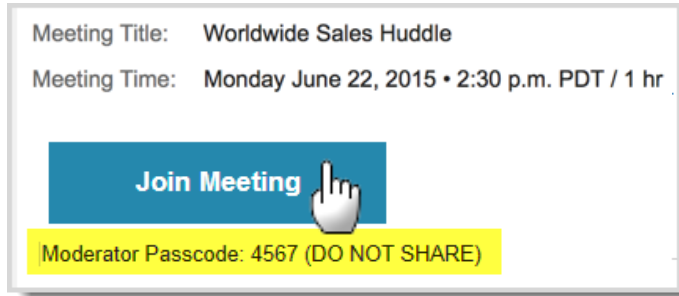 Meeting Title: Worldwide Sales Huddle
Meeting Time: Monday June 22, 2015 • 2:30 p.m. PDT / 1 hr
Join Meeting
Moderator Passcode: 4567 (DO NOT SHARE)